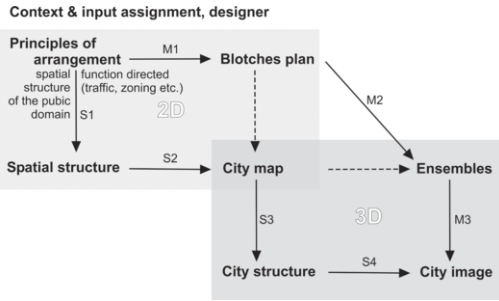 Context & input assignment, designer
Principles of
arrangement
M1
Blotches plan
spatial
structure
of the pubic
domain
function directed
(traffic, zoning etc.)
S1
2D
M2
Spatial structure
S2
City map
Ensembles
S3
3D
M3
City structure
S4
City image